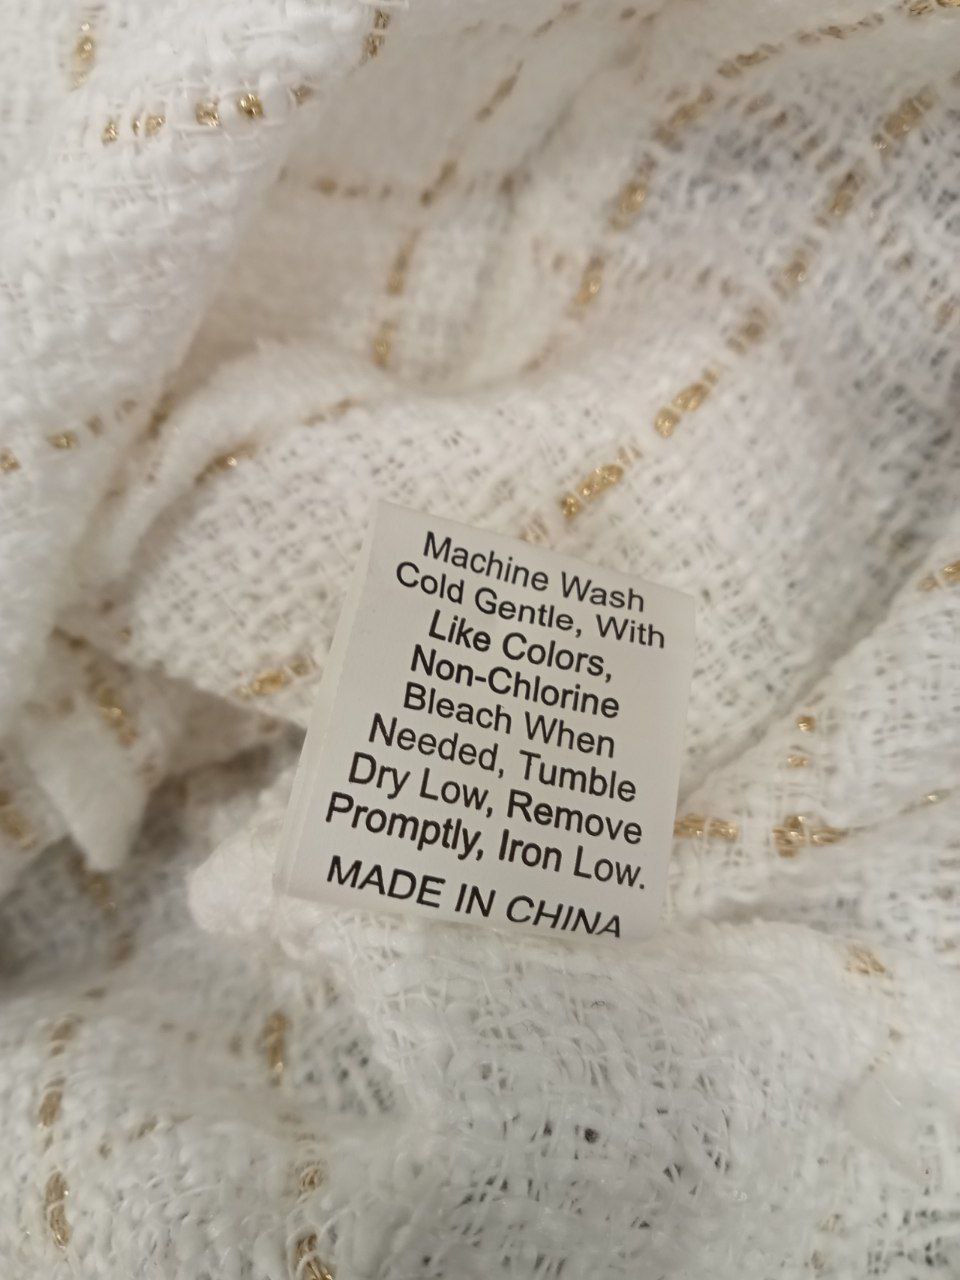 Machine Wash
Cold Gentle, With
Like Colors,
Non-Chlorine
Bleach When
Needed, Tumble
Dry Low, Remove
Promptly, Iron Low.
MADE IN CHINA